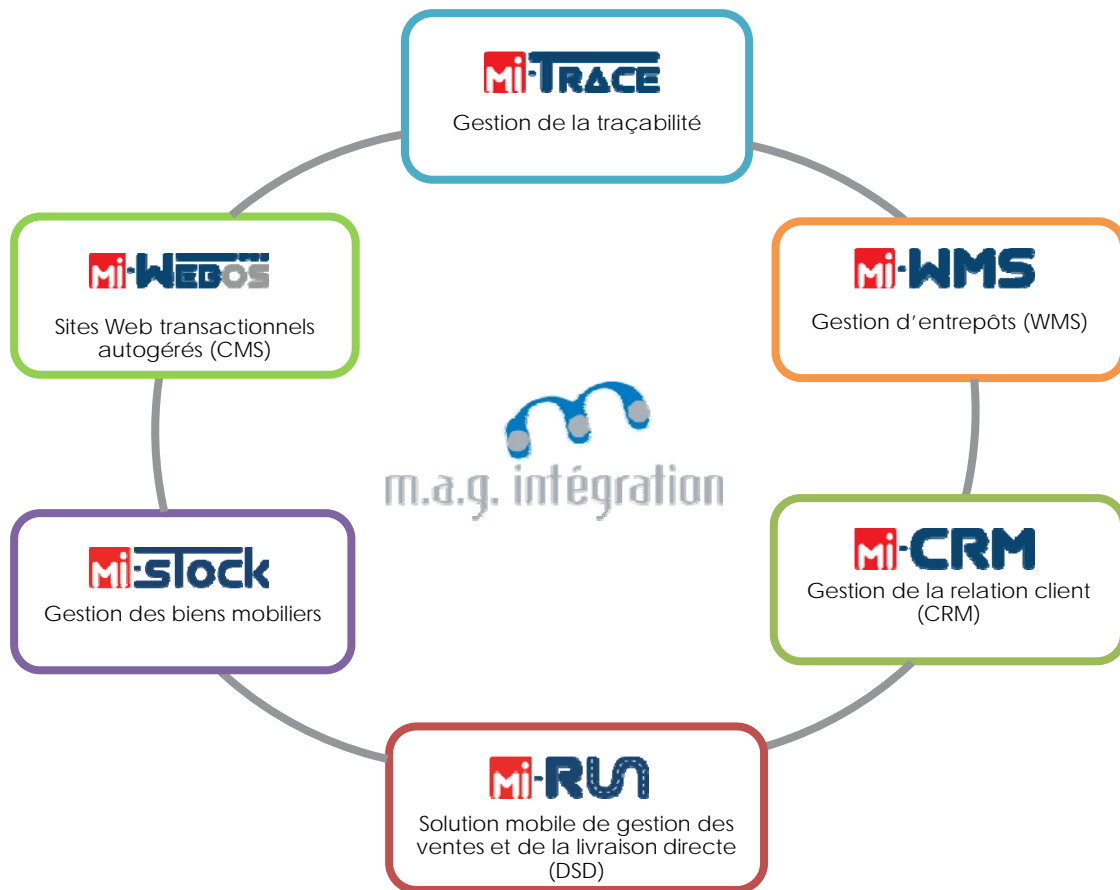 mi-TRACE
Gestion de la traçabilité
mi-WEBOS
Sites Web transactionnels
autogérés (CMS)
mi-WMS
Gestion d'entrepôts (WMS)
m.a.g. intégration
mi-STOCK
Gestion des biens mobiliers
mi-CRM
Gestion de la relation client
(CRM)
mi-RUN
Solution mobile de gestion des
ventes et de la livraison directe
(DSD)